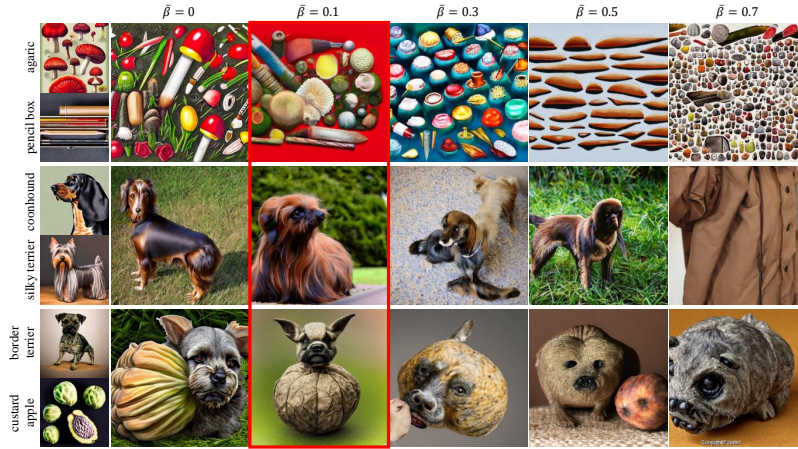 β̄ = 0
β̄ = 0.1
β̄ = 0.3
β̄ = 0.5
β̄ = 0.7
agaric
pencil box
coonhound
silky terrier
border
terrier
custard
apple